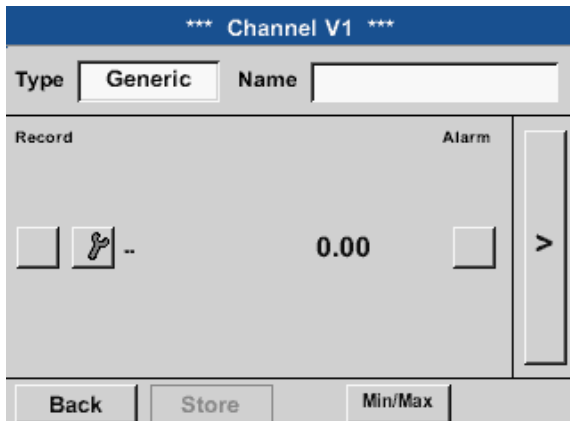 *** Channel V1 ***
Type Generic Name
Record Alarm
-- 0.00 >
Back Store Min/Max